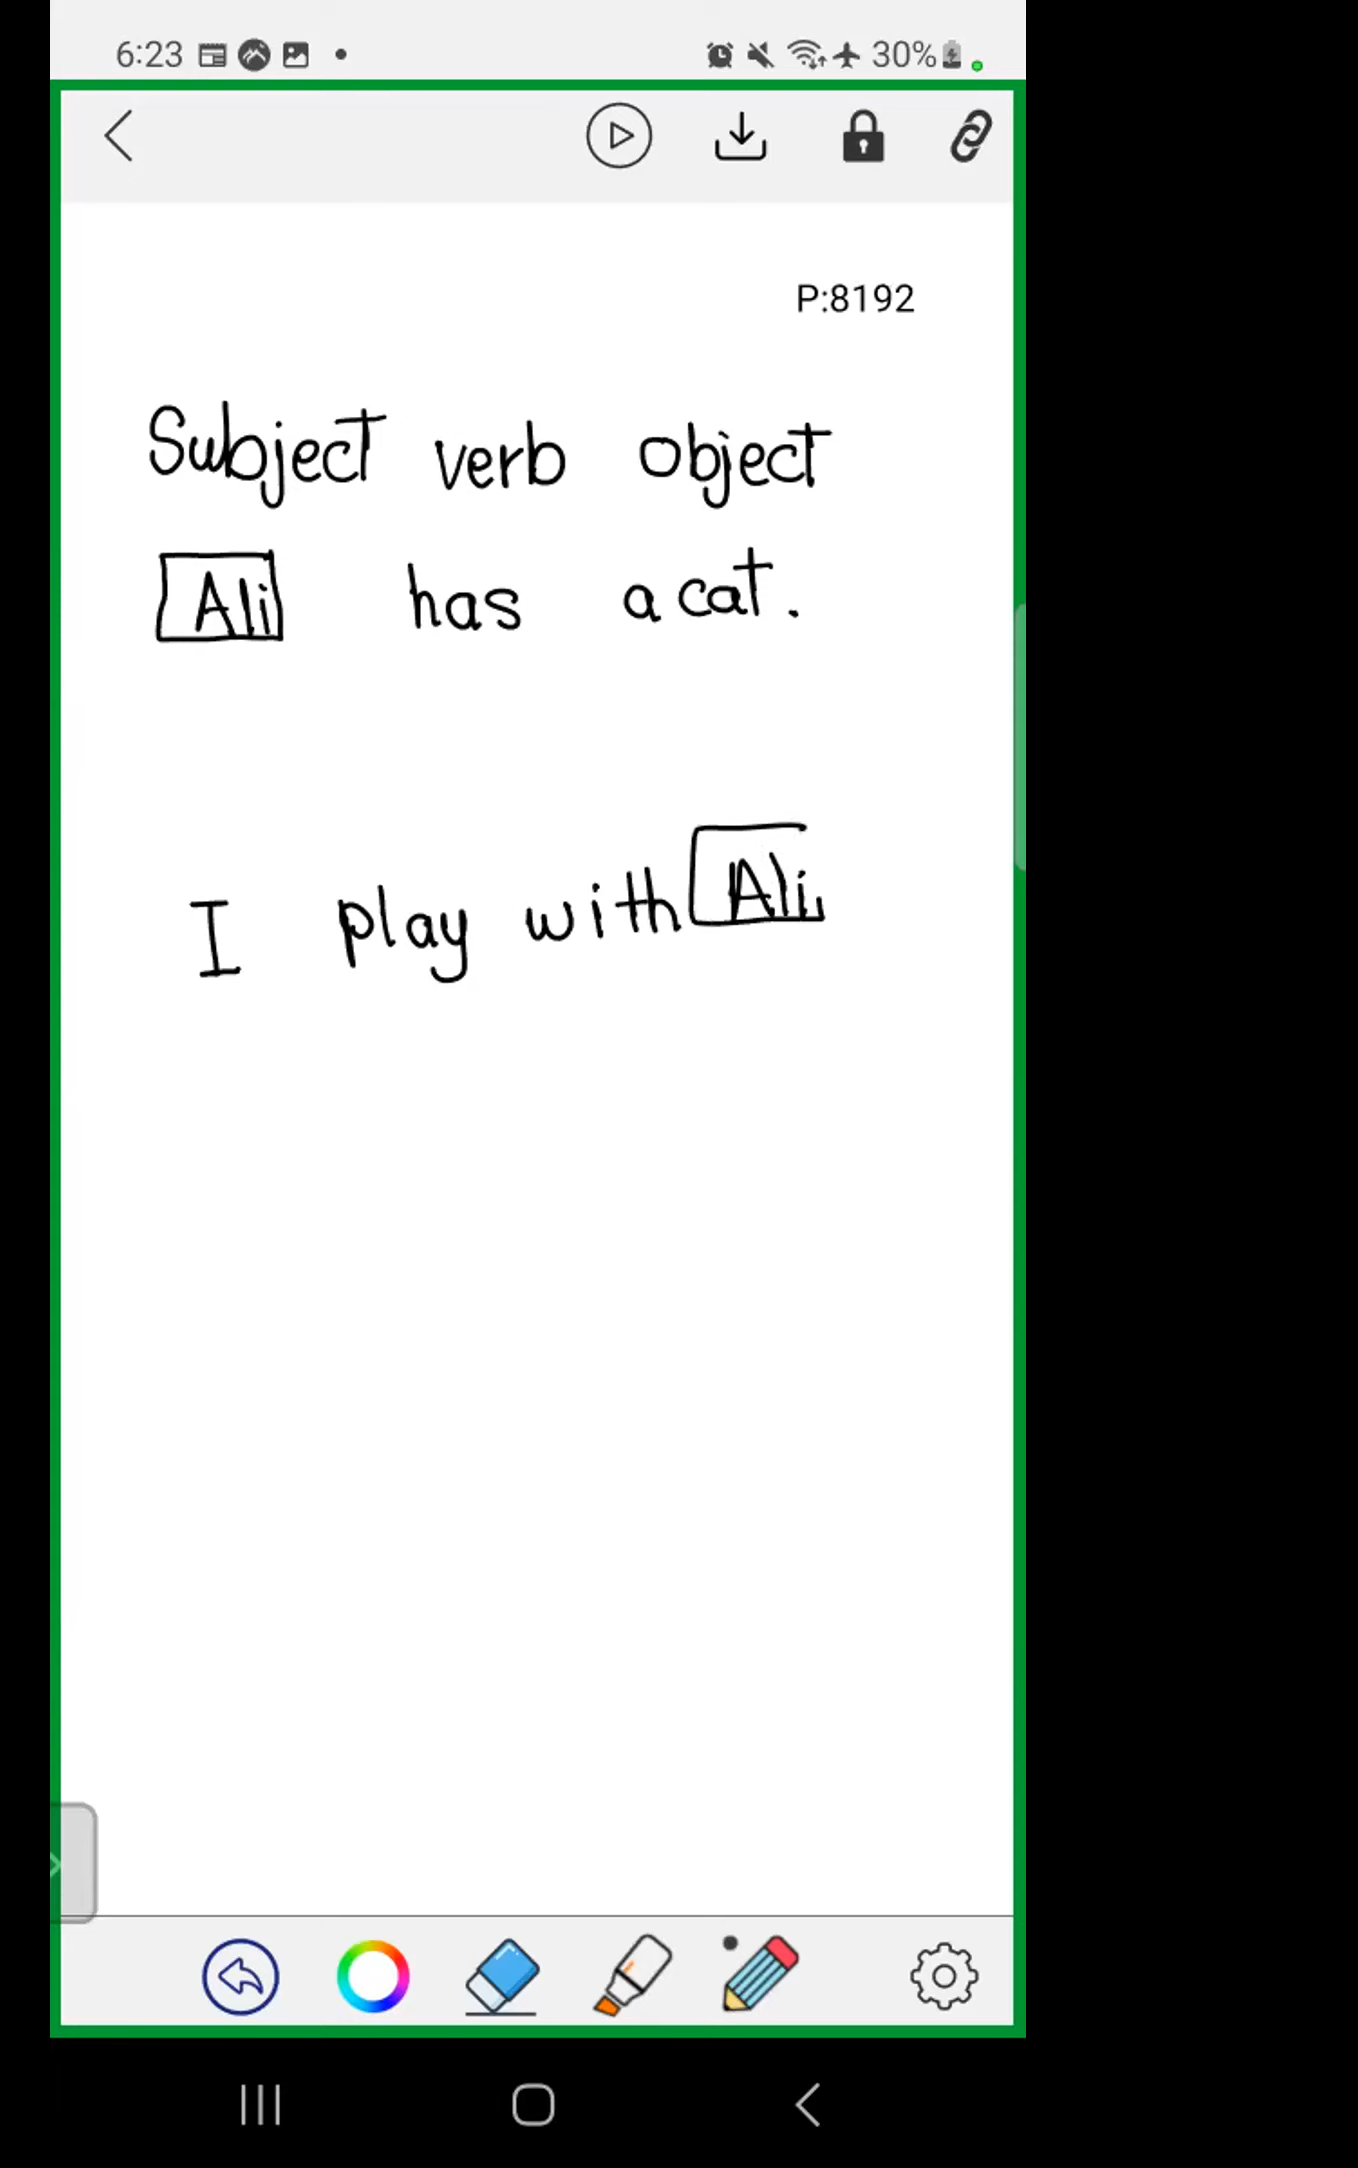 6:23 30%
P:8192
Subject verb object
Ali has a cat.
I play with Ali